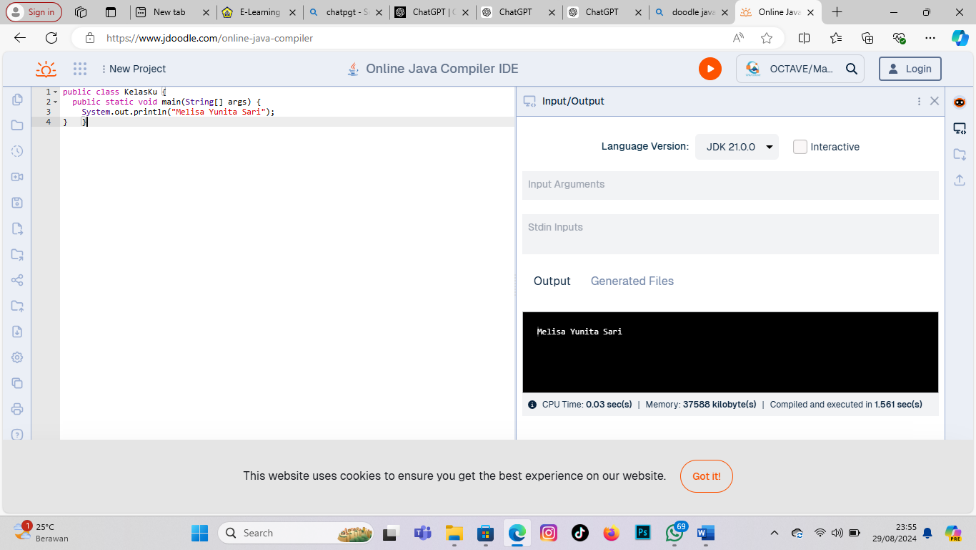 Sign in
New tab
E-Learning
chatpgt - S
ChatGPT | C
ChatGPT
ChatGPT
doodle java
Online Java
https://www.jdoodle.com/online-java-compiler
New Project
Online Java Compiler IDE
OCTAVE/Ma...
Login
1 public class KelasKu {
2 public static void main(String[] args) {
3 System.out.println("Melisa Yunita Sari");
4 } }
Input/Output
Language Version: JDK 21.0.0 Interactive
Input Arguments
Stdin Inputs
Output Generated Files
Melisa Yunita Sari
CPU Time: 0.03 sec(s) | Memory: 37588 kilobyte(s) | Compiled and executed in 1.561 sec(s)
This website uses cookies to ensure you get the best experience on our website. Got it!
1
25°C
Berawan
Search
69
23:55
29/08/2024